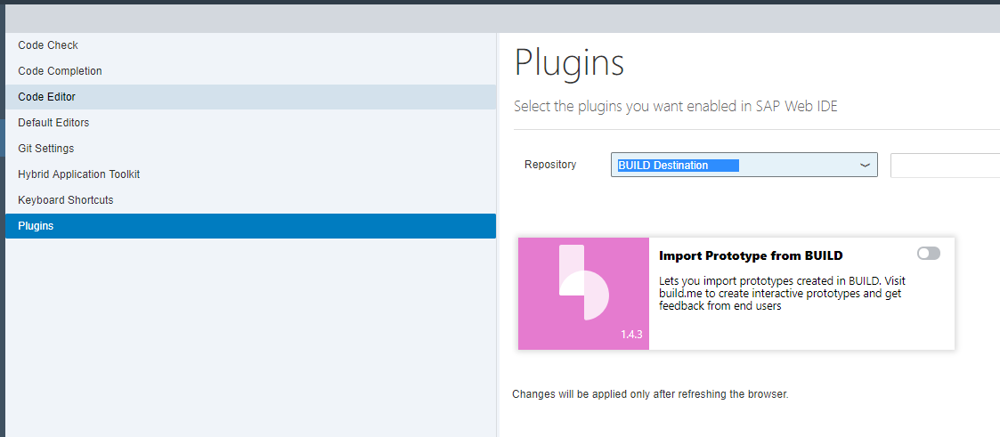 Code Check
Code Completion
Code Editor
Default Editors
Git Settings
Hybrid Application Toolkit
Keyboard Shortcuts
Plugins
Plugins
Select the plugins you want enabled in SAP Web IDE
Repository
BUILD Destination
Import Prototype from BUILD
Lets you import prototypes created in BUILD. Visit
build.me to create interactive prototypes and get
feedback from end users
1.4.3
Changes will be applied only after refreshing the browser.